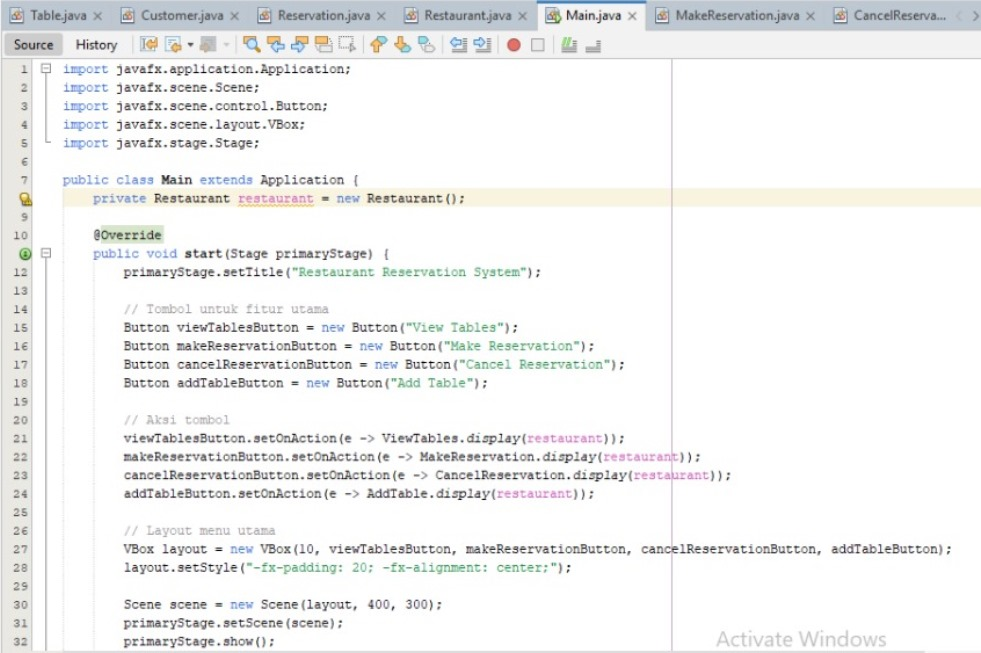 Table.java Customer.java Reservation.java Restaurant.java Main.java MakeReservation.java CancelReserva...
Source History
1 import javafx.application.Application;
2 import javafx.scene.Scene;
3 import javafx.scene.control.Button;
4 import javafx.scene.layout.VBox;
5 import javafx.stage.Stage;
6
7 public class Main extends Application {
private Restaurant restaurant = new Restaurant();
9
10 @Override
public void start(Stage primaryStage) {
12 primaryStage.setTitle("Restaurant Reservation System");
13
14 // Tombol untuk fitur utama
15 Button viewTablesButton = new Button("View Tables");
16 Button makeReservationButton = new Button("Make Reservation");
17 Button cancelReservationButton = new Button("Cancel Reservation");
18 Button addTableButton = new Button("Add Table");
19
20 // Aksi tombol
21 viewTablesButton.setOnAction(e -> ViewTables.display(restaurant));
22 makeReservationButton.setOnAction(e -> MakeReservation.display(restaurant));
23 cancelReservationButton.setOnAction(e -> CancelReservation.display(restaurant));
24 addTableButton.setOnAction(e -> AddTable.display(restaurant));
25
26 // Layout menu utama
27 VBox layout = new VBox(10, viewTablesButton, makeReservationButton, cancelReservationButton, addTableButton);
28 layout.setStyle("-fx-padding: 20; -fx-alignment: center;");
29
30 Scene scene = new Scene(layout, 400, 300);
31 primaryStage.setScene(scene);
32 primaryStage.show();
Activate Windows